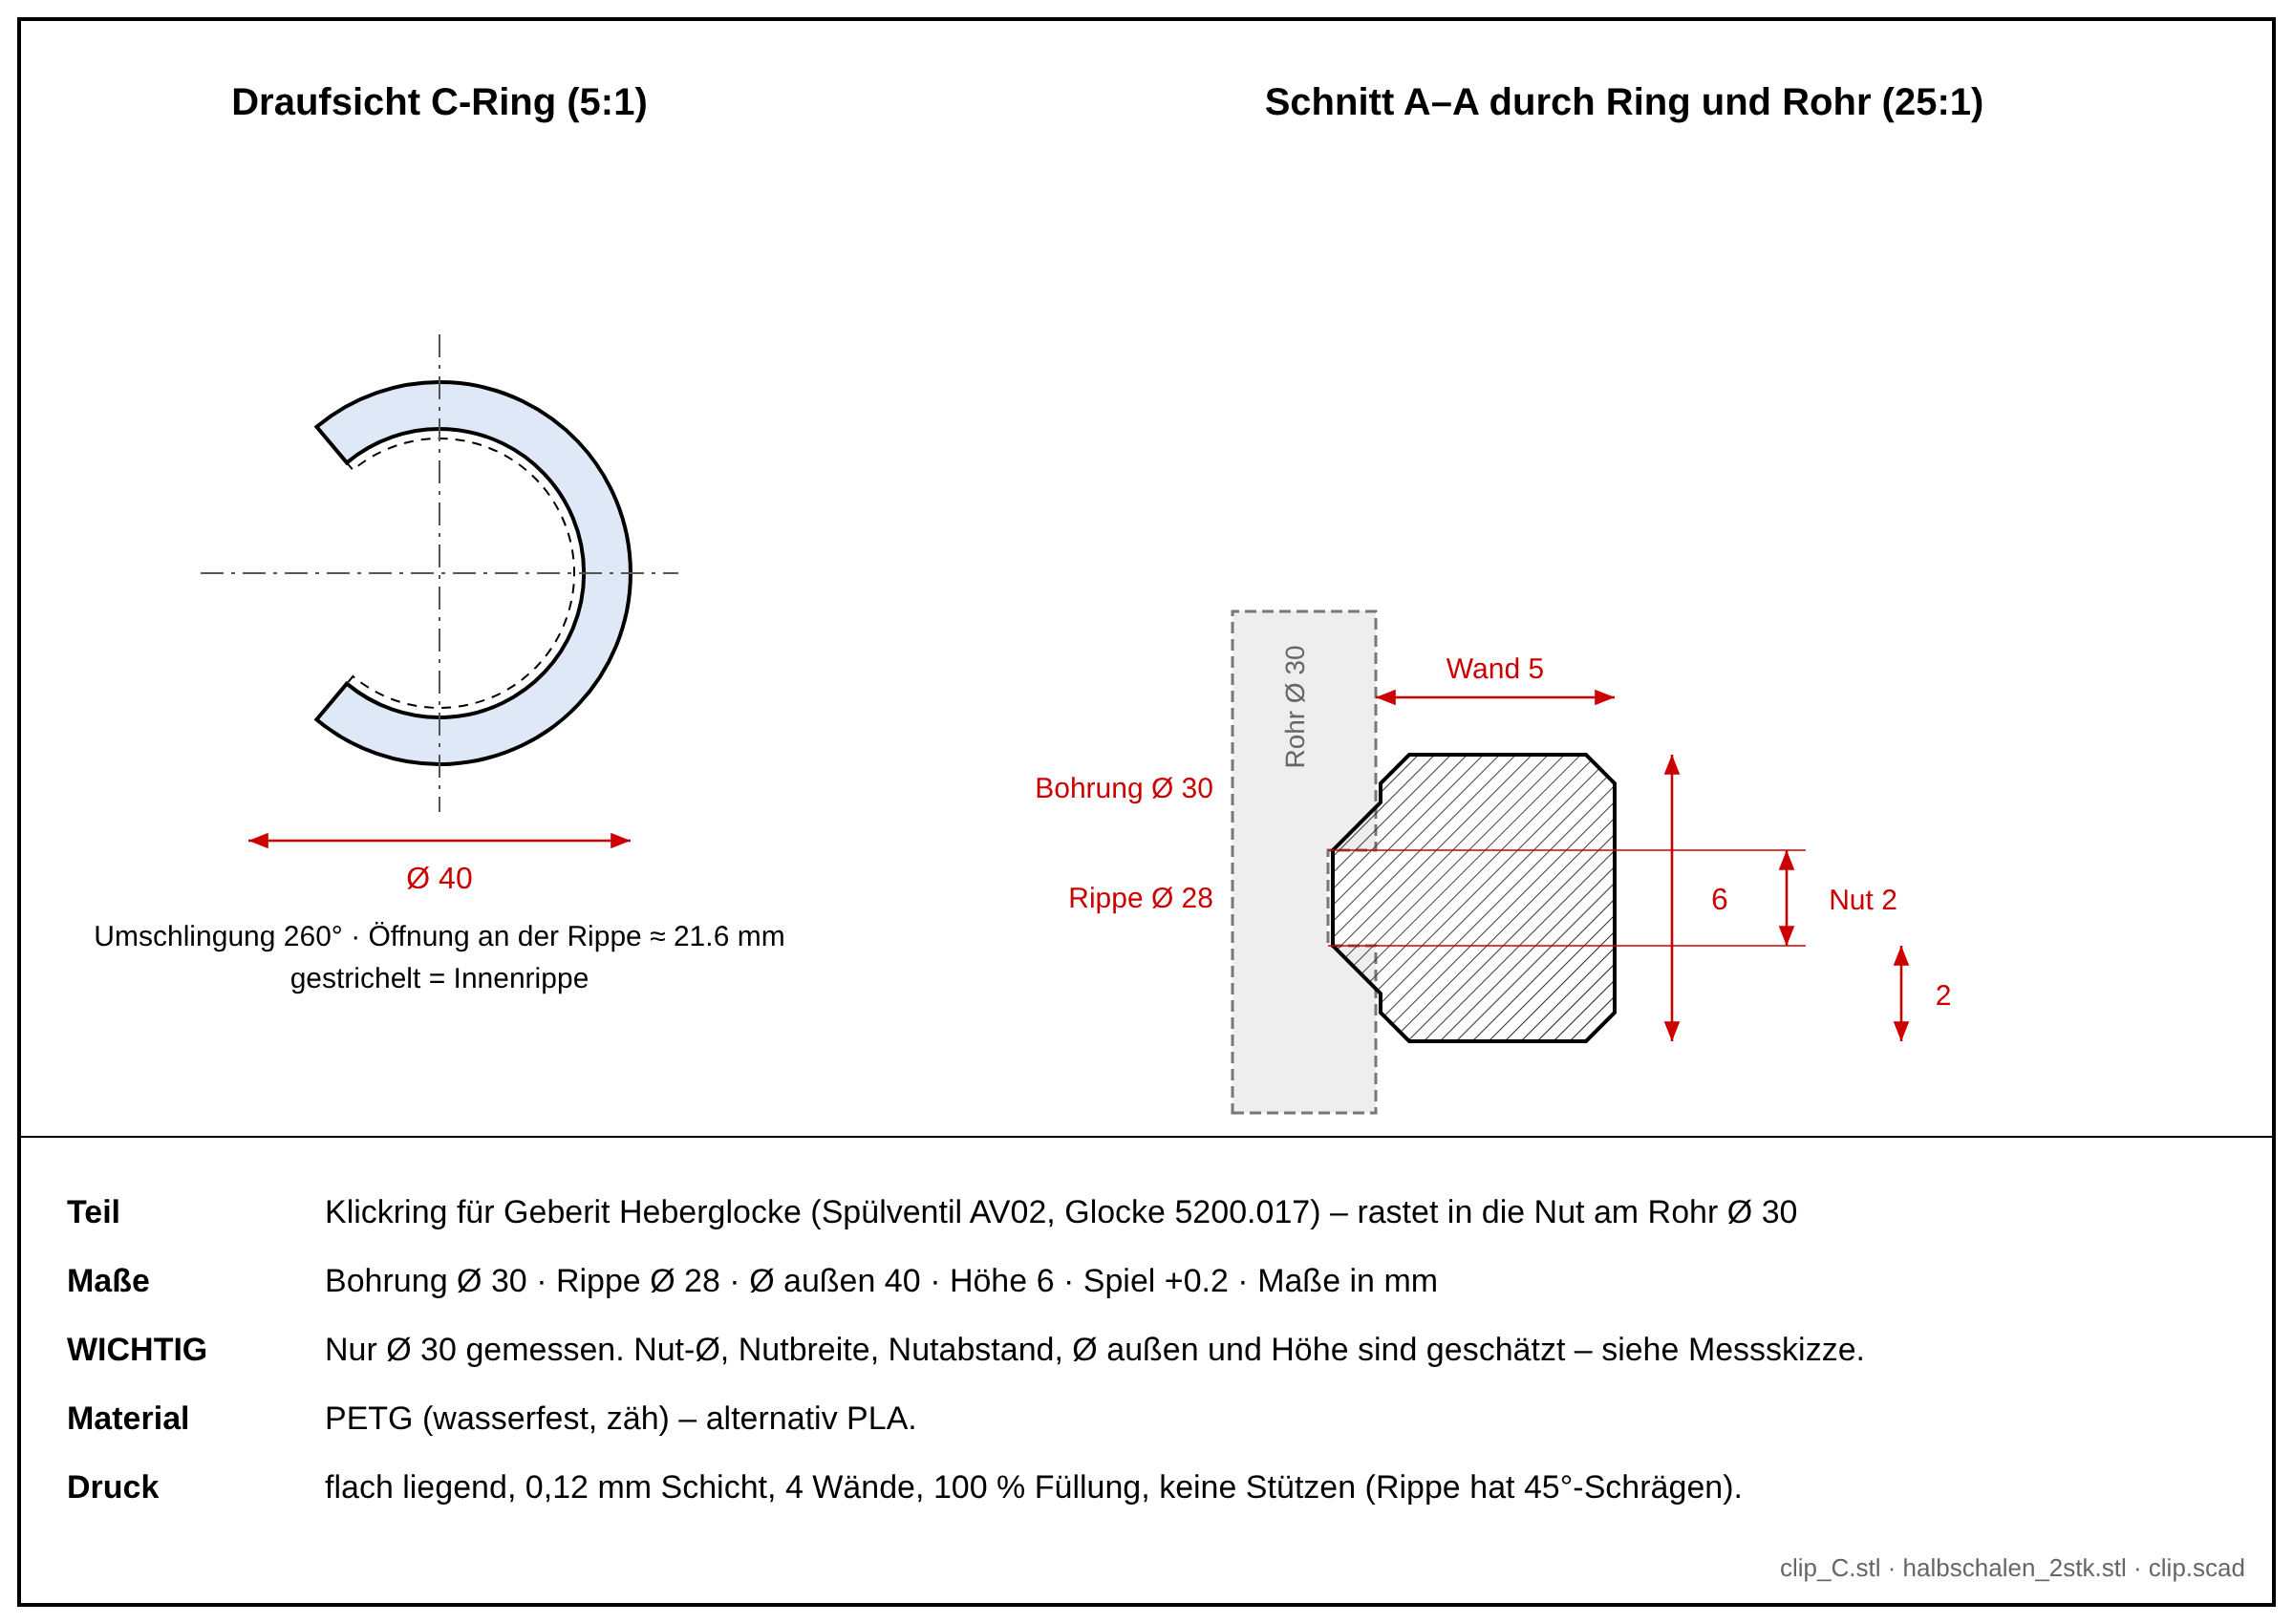 Draufsicht C-Ring (5:1)
Ø 40
Umschlingung 260° · Öffnung an der Rippe ≈ 21.6 mm
gestrichelt = Innenrippe
Schnitt A–A durch Ring und Rohr (25:1)
Rohr Ø 30
Wand 5
Bohrung Ø 30
Rippe Ø 28
6
Nut 2
2
Teil Klickring für Geberit Heberglocke (Spülventil AV02, Glocke 5200.017) – rastet in die Nut am Rohr Ø 30
Maße Bohrung Ø 30 · Rippe Ø 28 · Ø außen 40 · Höhe 6 · Spiel +0.2 · Maße in mm
WICHTIG Nur Ø 30 gemessen. Nut-Ø, Nutbreite, Nutabstand, Ø außen und Höhe sind geschätzt – siehe Messskizze.
Material PETG (wasserfest, zäh) – alternativ PLA.
Druck flach liegend, 0,12 mm Schicht, 4 Wände, 100 % Füllung, keine Stützen (Rippe hat 45°-Schrägen).
clip_C.stl · halbschalen_2stk.stl · clip.scad